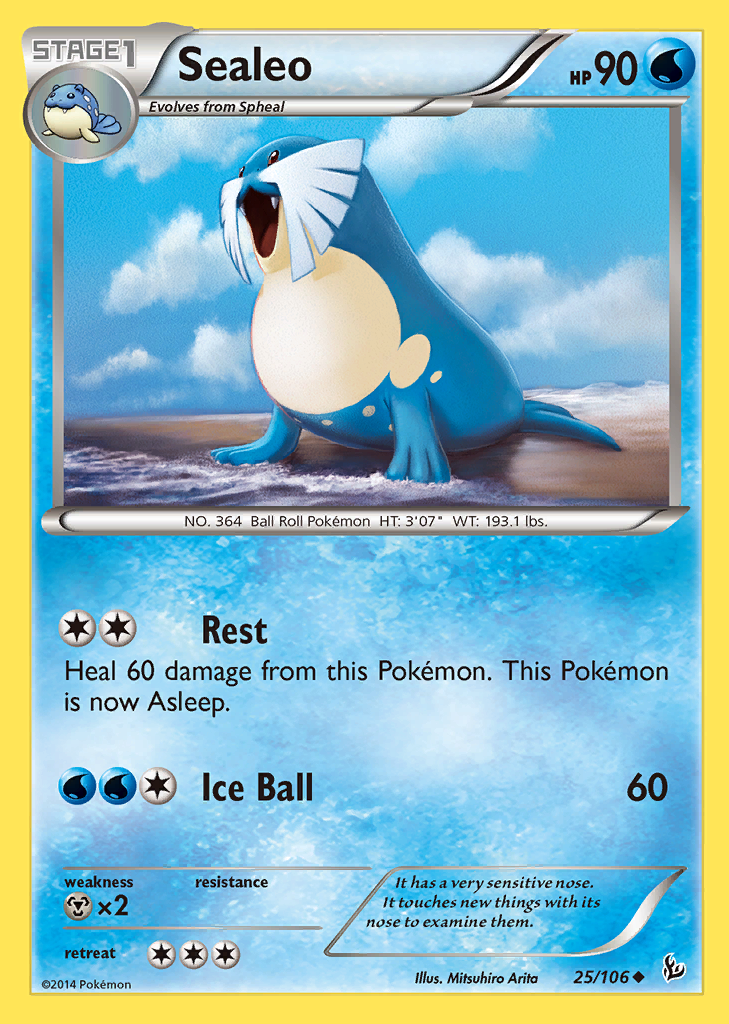 STAGE1
Sealeo
HP 90
Evolves from Spheal
NO. 364 Ball Roll Pokémon HT: 3'07" WT: 193.1 lbs.
Rest
Heal 60 damage from this Pokémon. This Pokémon
is now Asleep.
Ice Ball 60
weakness resistance
×2
retreat
It has a very sensitive nose.
It touches new things with its
nose to examine them.
©2014 Pokémon
Illus. Mitsuhiro Arita 25/106